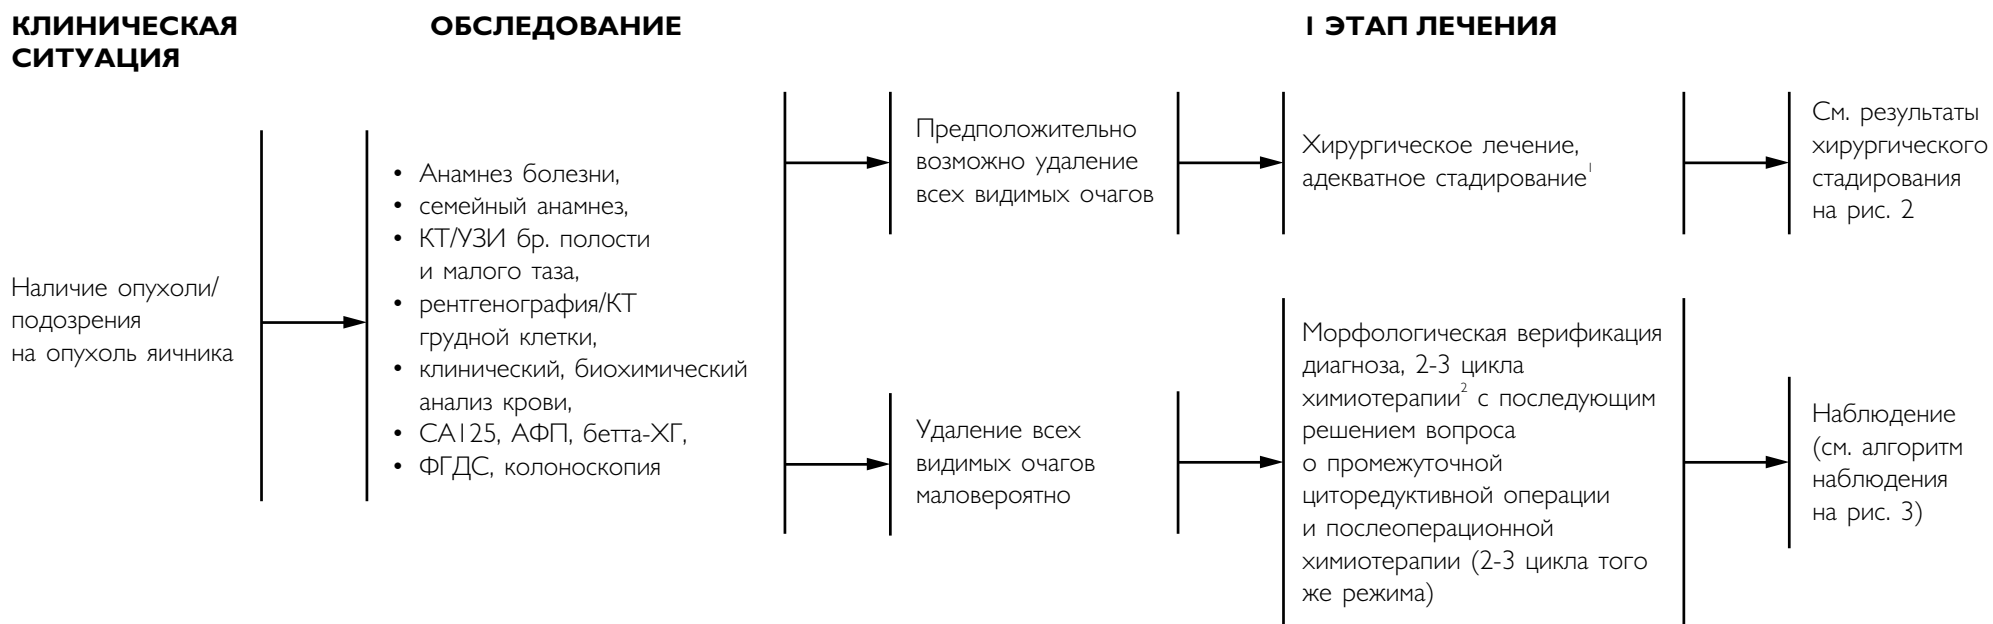 КЛИНИЧЕСКАЯ
СИТУАЦИЯ
ОБСЛЕДОВАНИЕ
I ЭТАП ЛЕЧЕНИЯ
Наличие опухоли/
подозрения
на опухоль яичника
• Анамнез болезни,
• семейный анамнез,
• КТ/УЗИ бр. полости
и малого таза,
• рентгенография/КТ
грудной клетки,
• клинический, биохимический
анализ крови,
• СА125, АФП, бетта-ХГ,
• ФГДС, колоноскопия
Предположительно
возможно удаление
всех видимых очагов
Хирургическое лечение,
адекватное стадирование¹
См. результаты
хирургического
стадирования
на рис. 2
Удаление всех
видимых очагов
маловероятно
Морфологическая верификация
диагноза, 2-3 цикла
химиотерапии² с последующим
решением вопроса
о промежуточной
циторедуктивной операции
и послеоперационной
химиотерапии (2-3 цикла того
же режима)
Наблюдение
(см. алгоритм
наблюдения
на рис. 3)